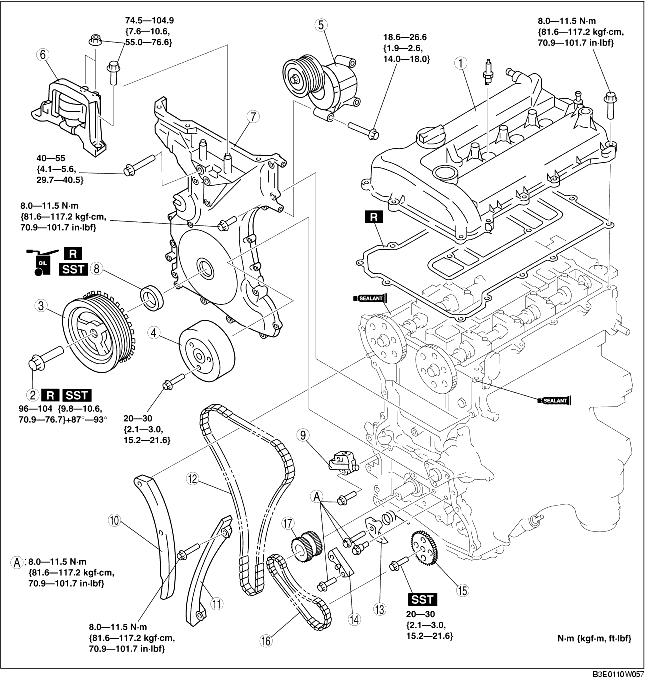 74.5—104.9
{7.6—10.6,
55.0—76.6}
6
5
18.6—26.6
{1.9—2.6,
14.0—18.0}
8.0—11.5 N·m
{81.6—117.2 kgf·cm,
70.9—101.7 in·lbf}
1
7
40—55
{4.1—5.6,
29.7—40.5}
8.0—11.5 N·m
{81.6—117.2 kgf·cm,
70.9—101.7 in·lbf}
R
OIL
R
SST
8
SEALANT
3
4
SEALANT
2
R
SST
96—104 {9.8—10.6,
70.9—76.7}+87°—93°
20—30
{2.1—3.0,
15.2—21.6}
9
12
A
10
17
A : 8.0—11.5 N·m
{81.6—117.2 kgf·cm,
70.9—101.7 in·lbf}
11
13
15
14
16
SST
20—30
{2.1—3.0,
15.2—21.6}
8.0—11.5 N·m
{81.6—117.2 kgf·cm,
70.9—101.7 in·lbf}
N·m {kgf·m, ft·lbf}
B3E0110W057